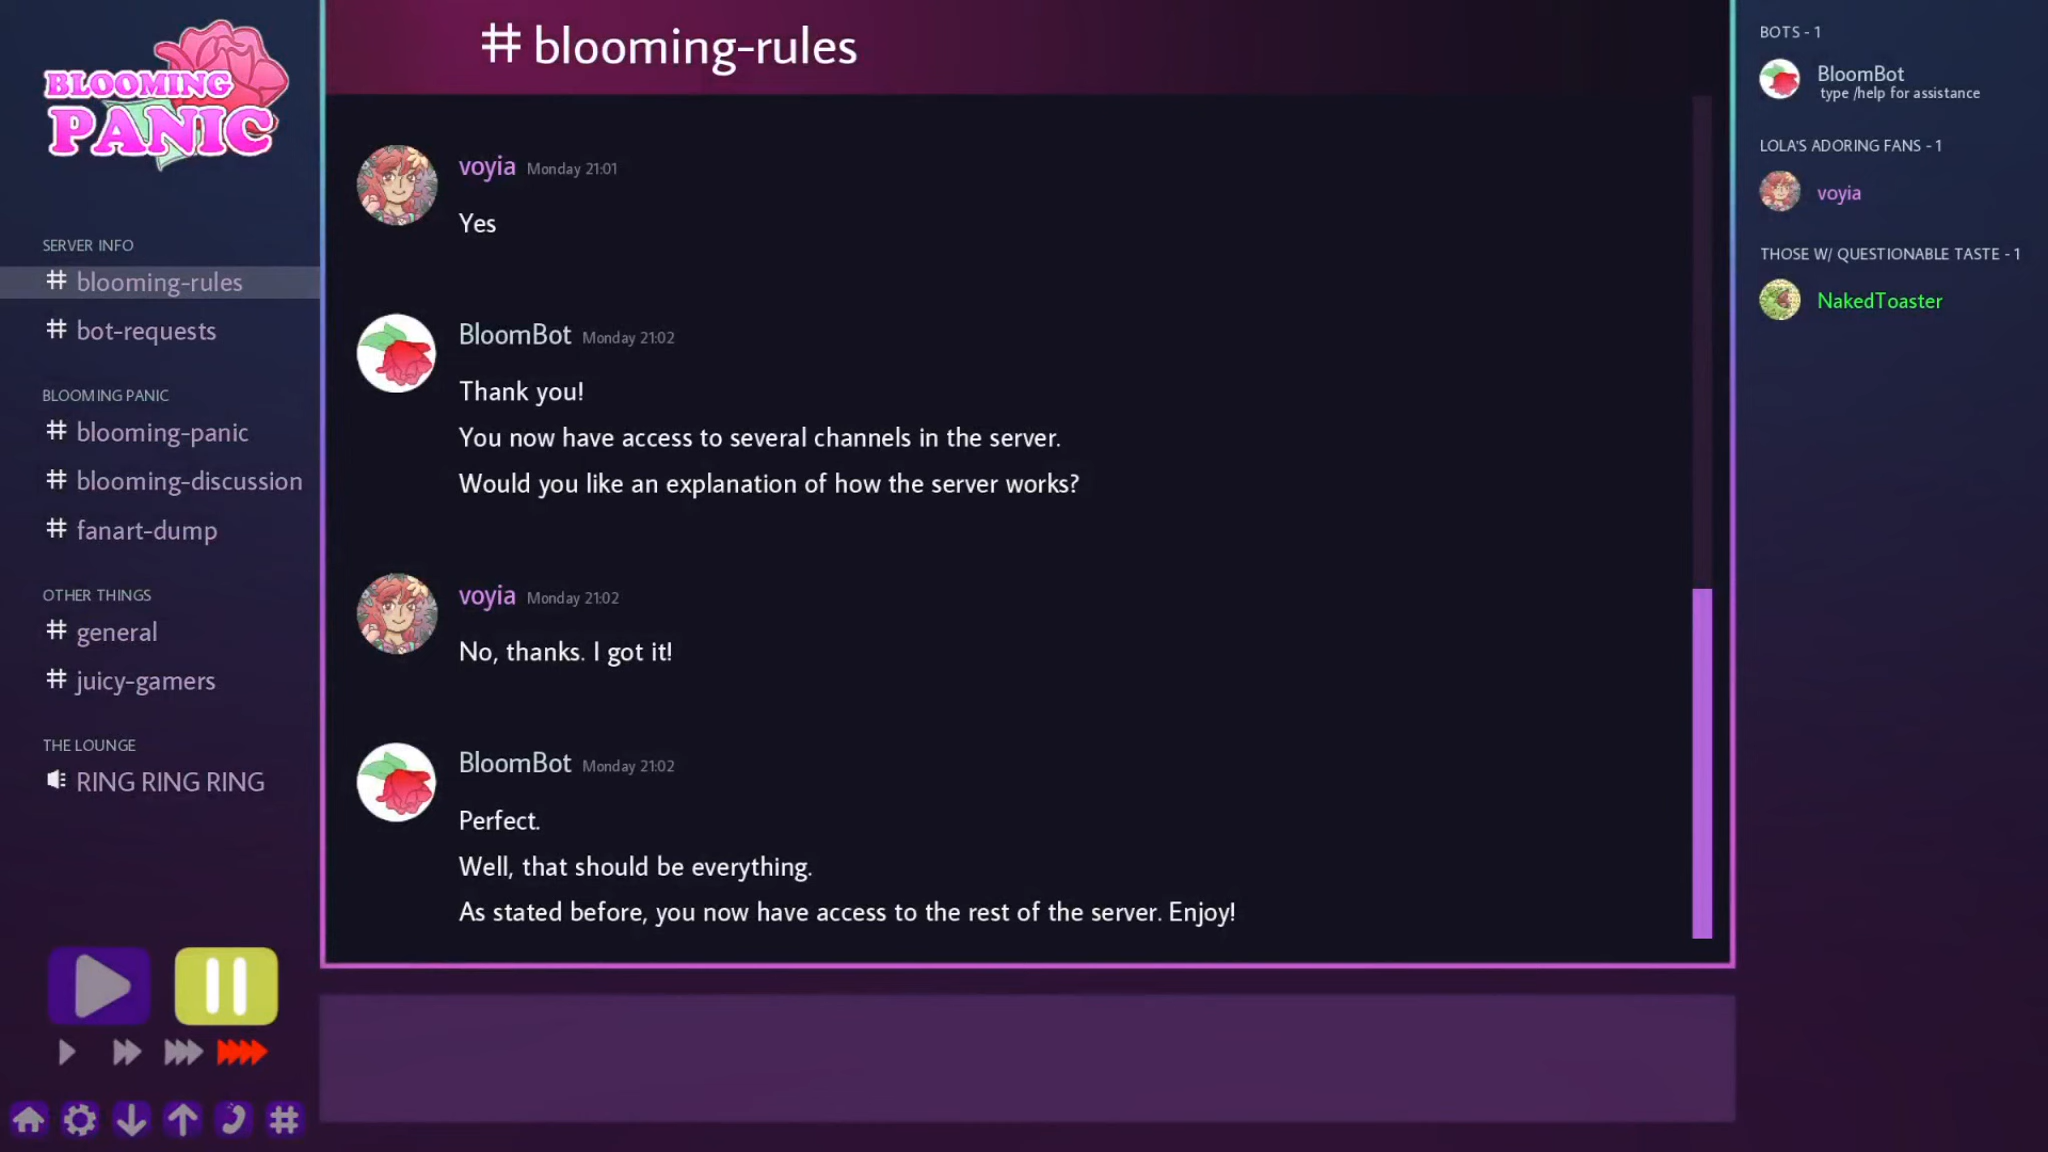 BLOOMING
PANIC
SERVER INFO
# blooming-rules
# bot-requests
BLOOMING PANIC
# blooming-panic
# blooming-discussion
# fanart-dump
OTHER THINGS
# general
# juicy-gamers
THE LOUNGE
RING RING RING
# blooming-rules
voyia Monday 21:01
Yes
BloomBot Monday 21:02
Thank you!
You now have access to several channels in the server.
Would you like an explanation of how the server works?
voyia Monday 21:02
No, thanks. I got it!
BloomBot Monday 21:02
Perfect.
Well, that should be everything.
As stated before, you now have access to the rest of the server. Enjoy!
BOTS - 1
BloomBot
type /help for assistance
LOLA'S ADORING FANS - 1
voyia
THOSE W/ QUESTIONABLE TASTE - 1
NakedToaster